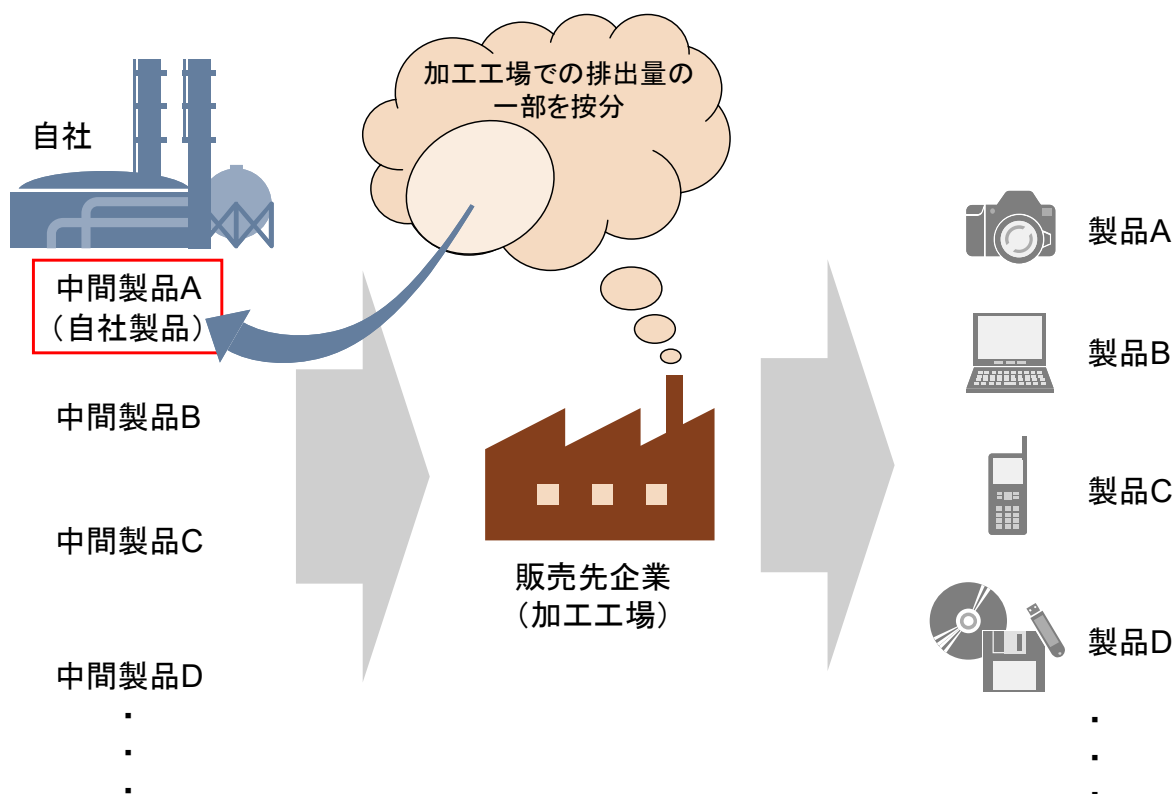 加工工場での排出量の
一部を按分
自社
中間製品A
（自社製品）
中間製品B
中間製品C
中間製品D
・
・
・
販売先企業
（加工工場）
製品A
製品B
製品C
製品D
・
・
・